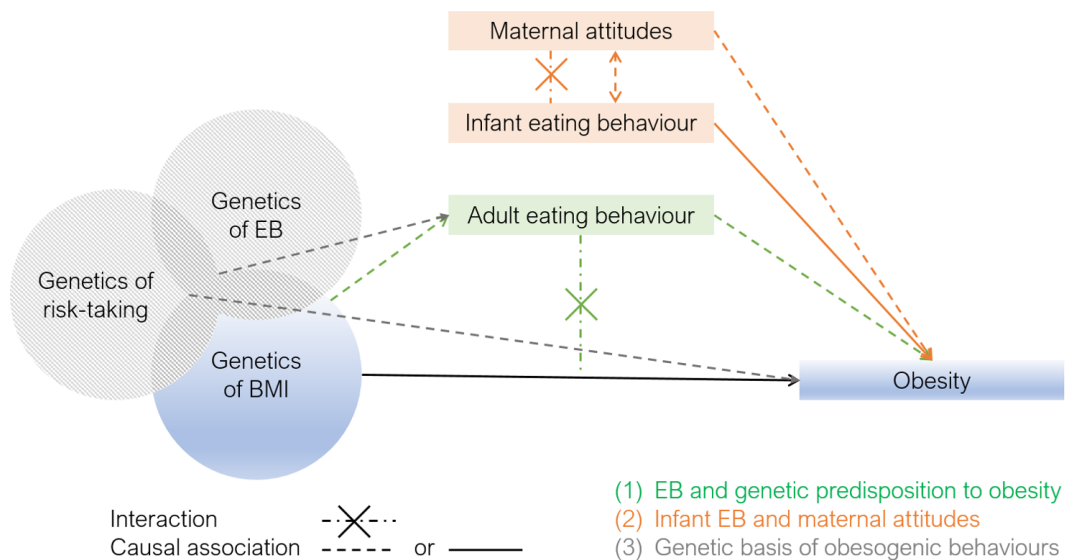 Maternal attitudes
Infant eating behaviour
Genetics
of EB
Adult eating behaviour
Genetics of
risk-taking
Genetics
of BMI
Obesity
Interaction
Causal association or
(1) EB and genetic predisposition to obesity
(2) Infant EB and maternal attitudes
(3) Genetic basis of obesogenic behaviours